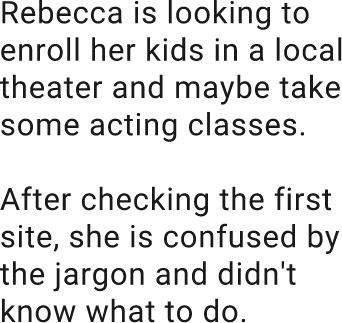 Rebecca is looking to
enroll her kids in a local
theater and maybe take
some acting classes.
After checking the first
site, she is confused by
the jargon and didn't
know what to do.